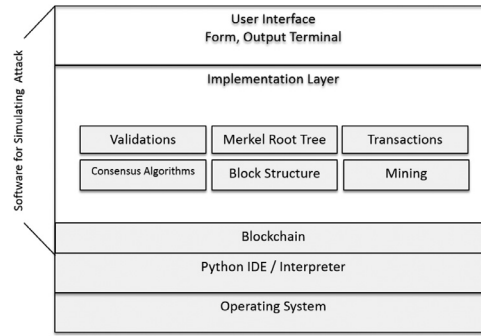 Software for Simulating Attack
User Interface
Form, Output Terminal
Implementation Layer
Validations
Merkel Root Tree
Transactions
Consensus Algorithms
Block Structure
Mining
Blockchain
Python IDE / Interpreter
Operating System